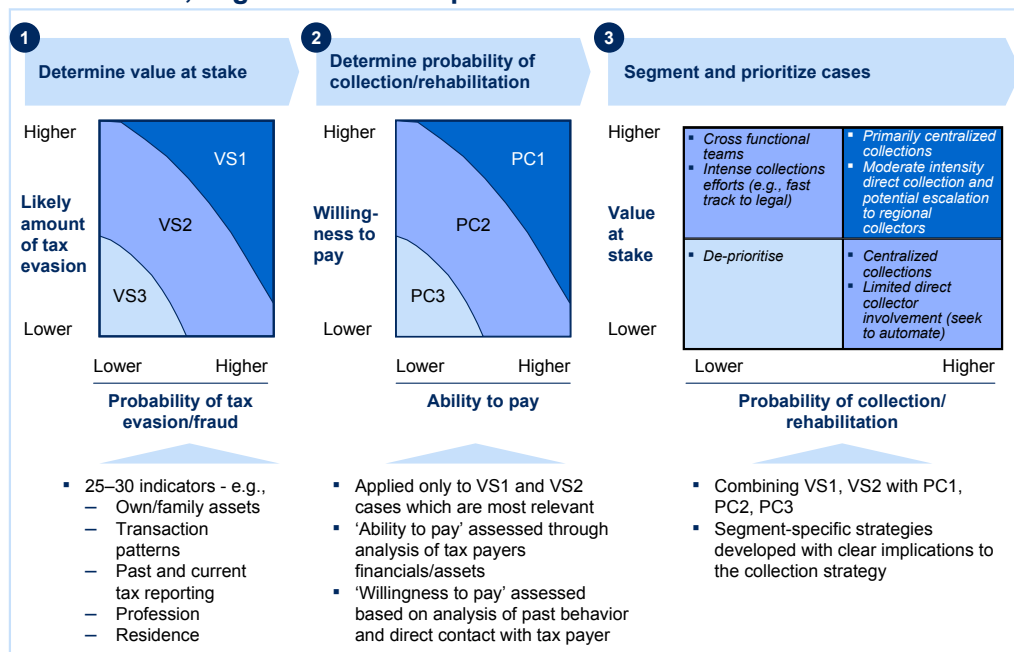 1
Determine value at stake
Higher
Likely
amount
of tax
evasion
Lower
VS1
VS2
VS3
Lower
Higher
Probability of tax
evasion/fraud
▪ 25–30 indicators - e.g.,
– Own/family assets
– Transaction
patterns
– Past and current
tax reporting
– Profession
– Residence
2
Determine probability of
collection/rehabilitation
Higher
Willing-
ness to
pay
Lower
PC1
PC2
PC3
Lower
Higher
Ability to pay
▪ Applied only to VS1 and VS2
cases which are most relevant
▪ ‘Ability to pay’ assessed through
analysis of tax payers
financials/assets
▪ ‘Willingness to pay’ assessed
based on analysis of past behavior
and direct contact with tax payer
3
Segment and prioritize cases
Higher
Value
at
stake
Lower
▪ Cross functional
teams
▪ Intense collections
efforts (e.g., fast
track to legal)
▪ Primarily centralized
collections
▪ Moderate intensity
direct collection and
potential escalation
to regional
collectors
▪ De-prioritise
▪ Centralized
collections
▪ Limited direct
collector
involvement (seek
to automate)
Lower
Higher
Probability of collection/
rehabilitation
▪ Combining VS1, VS2 with PC1,
PC2, PC3
▪ Segment-specific strategies
developed with clear implications to
the collection strategy